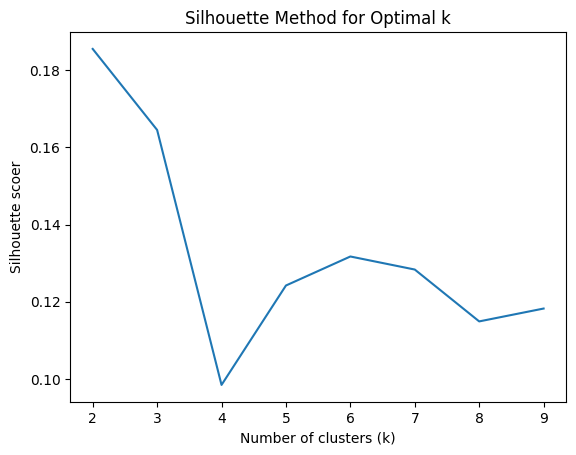 Silhouette Method for Optimal k
0.18
0.16
0.14
0.12
0.10
Silhouette scoer
2 3 4 5 6 7 8 9
Number of clusters (k)